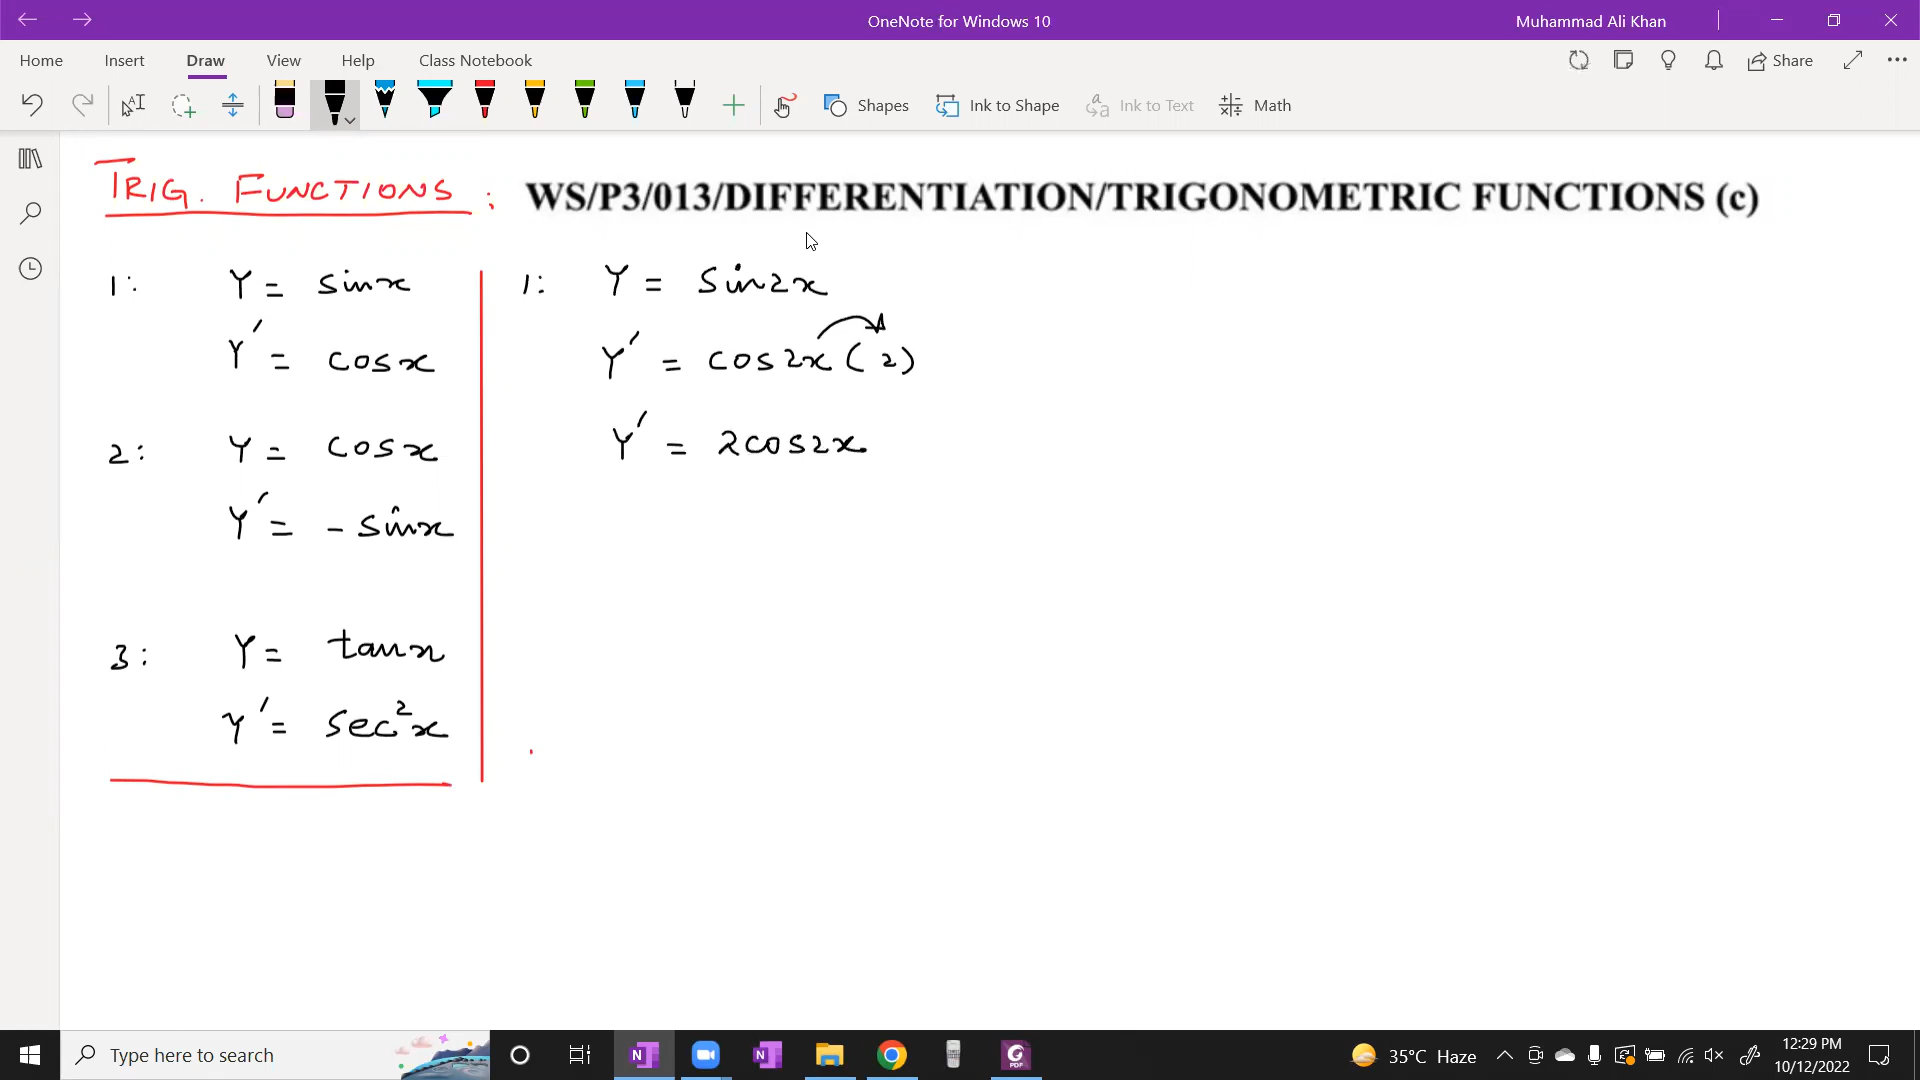 OneNote for Windows 10
Muhammad Ali Khan
Home Insert Draw View Help Class Notebook
Share
Shapes Ink to Shape Ink to Text Math
TRIG. FUNCTIONS :
WS/P3/013/DIFFERENTIATION/TRIGONOMETRIC FUNCTIONS (c)
1: Y = sinx
Y' = cosx
2: Y = cosx
Y' = - sinx
3: Y = tanx
Y' = sec²x
1: Y = sin2x
Y' = cos2x (2)
Y' = 2cos2x
Type here to search
35°C Haze
12:29 PM
10/12/2022